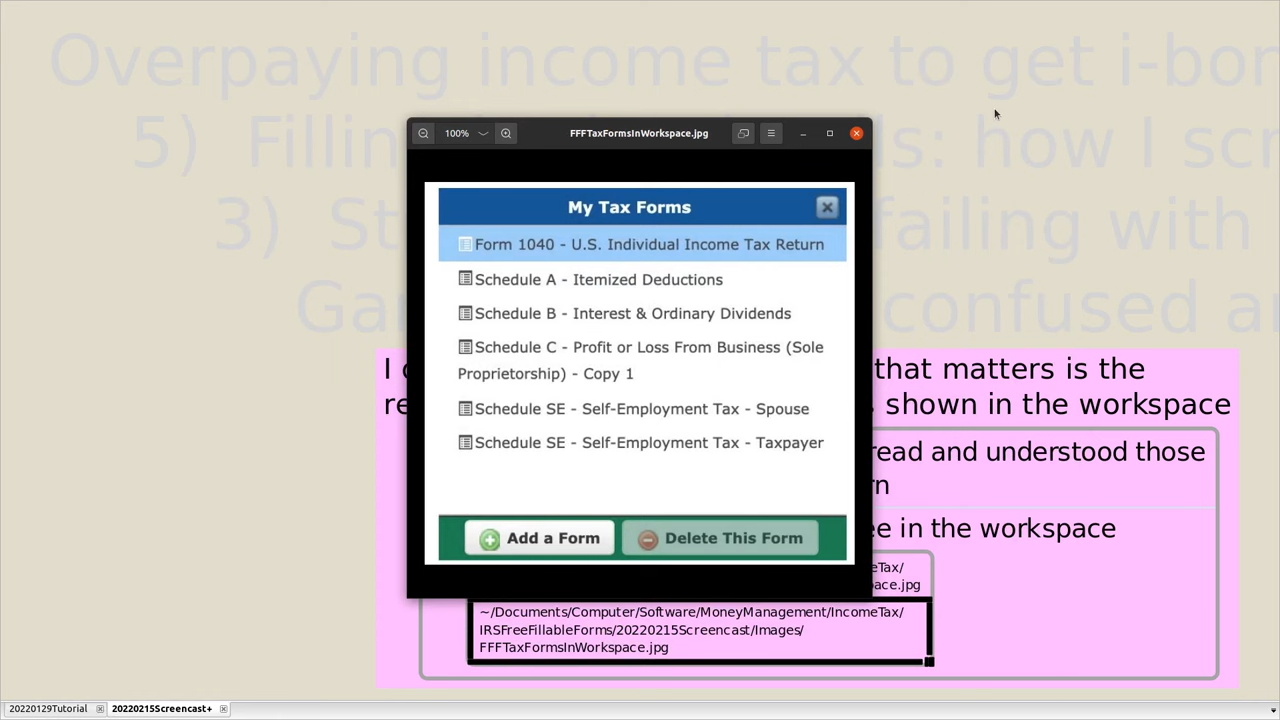 Overpaying income tax to get i-bon
5) Fillin
s: how I scr
3) St
failing with
Ga
confused a
100%
FFFTaxFormsInWorkspace.jpg
My Tax Forms
Form 1040 - U.S. Individual Income Tax Return
Schedule A - Itemized Deductions
Schedule B - Interest & Ordinary Dividends
Schedule C - Profit or Loss From Business (Sole
Proprietorship) - Copy 1
Schedule SE - Self-Employment Tax - Spouse
Schedule SE - Self-Employment Tax - Taxpayer
Add a Form
Delete This Form
I
that matters is the
re
shown in the workspace
read and understood those
rn
ee in the workspace
eTax/
ace.jpg
~/Documents/Computer/Software/MoneyManagement/IncomeTax/
IRSFreeFillableForms/20220215Screencast/Images/
FFFTaxFormsInWorkspace.jpg
20220129Tutorial
20220215Screencast+